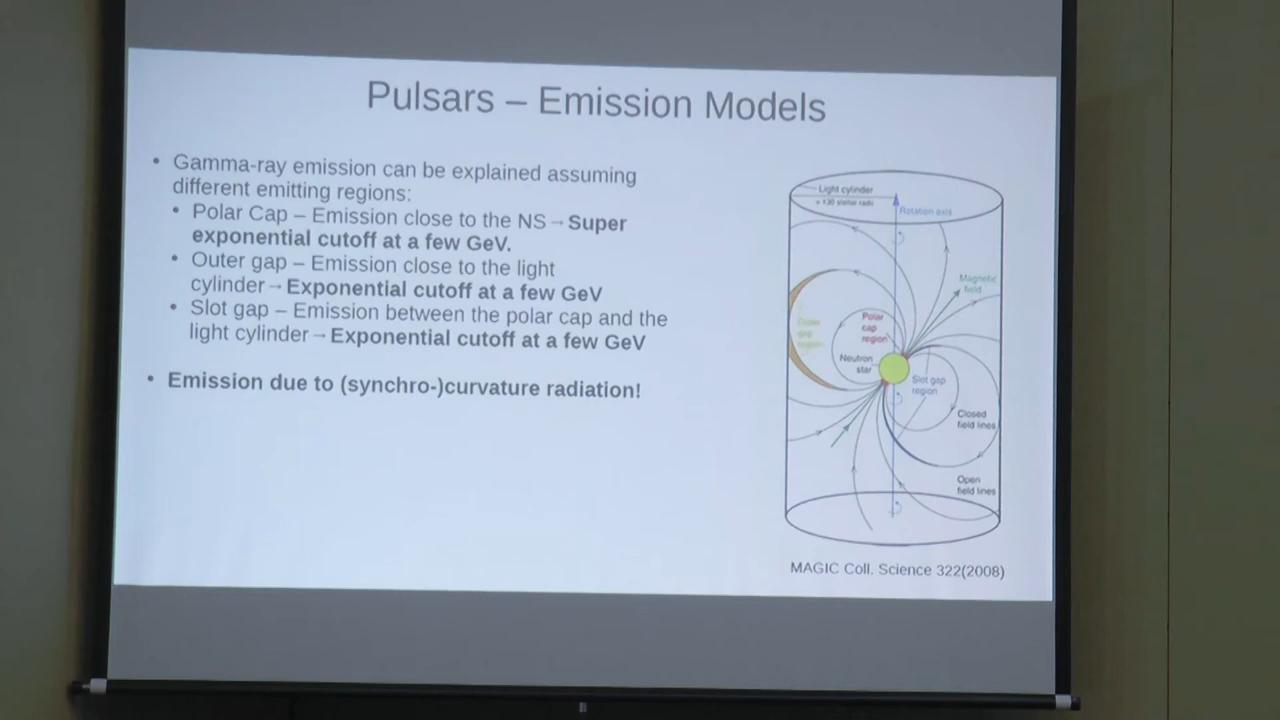 Pulsars – Emission Models
• Gamma-ray emission can be explained assuming
different emitting regions:
• Polar Cap – Emission close to the NS→Super
exponential cutoff at a few GeV.
• Outer gap – Emission close to the light
cylinder→Exponential cutoff at a few GeV
• Slot gap – Emission between the polar cap and the
light cylinder→Exponential cutoff at a few GeV
• Emission due to (synchro-)curvature radiation!
Light cylinder
Rotation axis
Magnetic
field
Outer
gap
region
Polar
cap
region
Neutron
star
Slot gap
region
Closed
field lines
Open
field lines
MAGIC Coll. Science 322(2008)